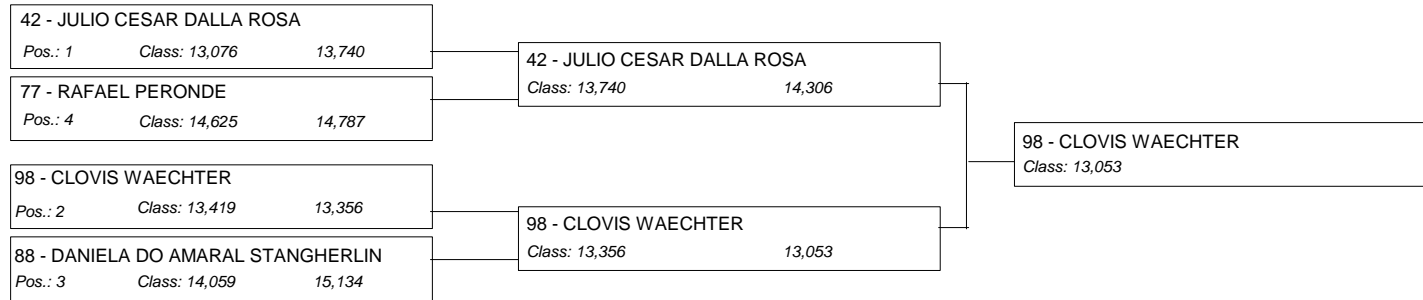 42 - JULIO CESAR DALLA ROSA
Pos.: 1 Class: 13,076 13,740
77 - RAFAEL PERONDE
Pos.: 4 Class: 14,625 14,787
98 - CLOVIS WAECHTER
Pos.: 2 Class: 13,419 13,356
88 - DANIELA DO AMARAL STANGHERLIN
Pos.: 3 Class: 14,059 15,134
42 - JULIO CESAR DALLA ROSA
Class: 13,740 14,306
98 - CLOVIS WAECHTER
Class: 13,356 13,053
98 - CLOVIS WAECHTER
Class: 13,053